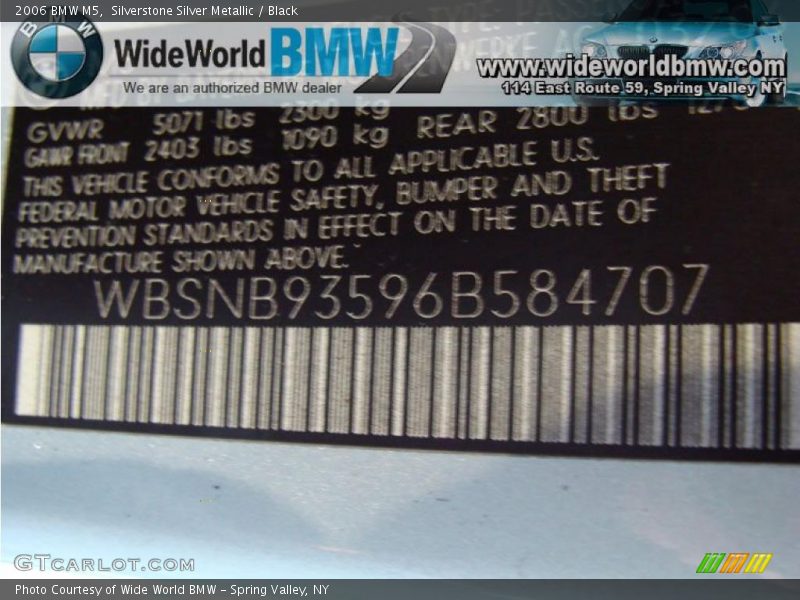 2006 BMW M5,  Silverstone Silver Metallic / Black
BMW
WideWorld BMW
We are an authorized BMW dealer
www.wideworldbmw.com
114 East Route 59, Spring Valley NY
GVWR 5071 lbs 2300 kg
GAWR FRONT 2403 lbs 1090 kg REAR 2800 lbs
THIS VEHICLE CONFORMS TO ALL APPLICABLE U.S.
FEDERAL MOTOR VEHICLE SAFETY, BUMPER AND THEFT
PREVENTION STANDARDS IN EFFECT ON THE DATE OF
MANUFACTURE SHOWN ABOVE.
WBSNB93596B584707
GTCARLOT.COM
Photo Courtesy of Wide World BMW – Spring Valley, NY